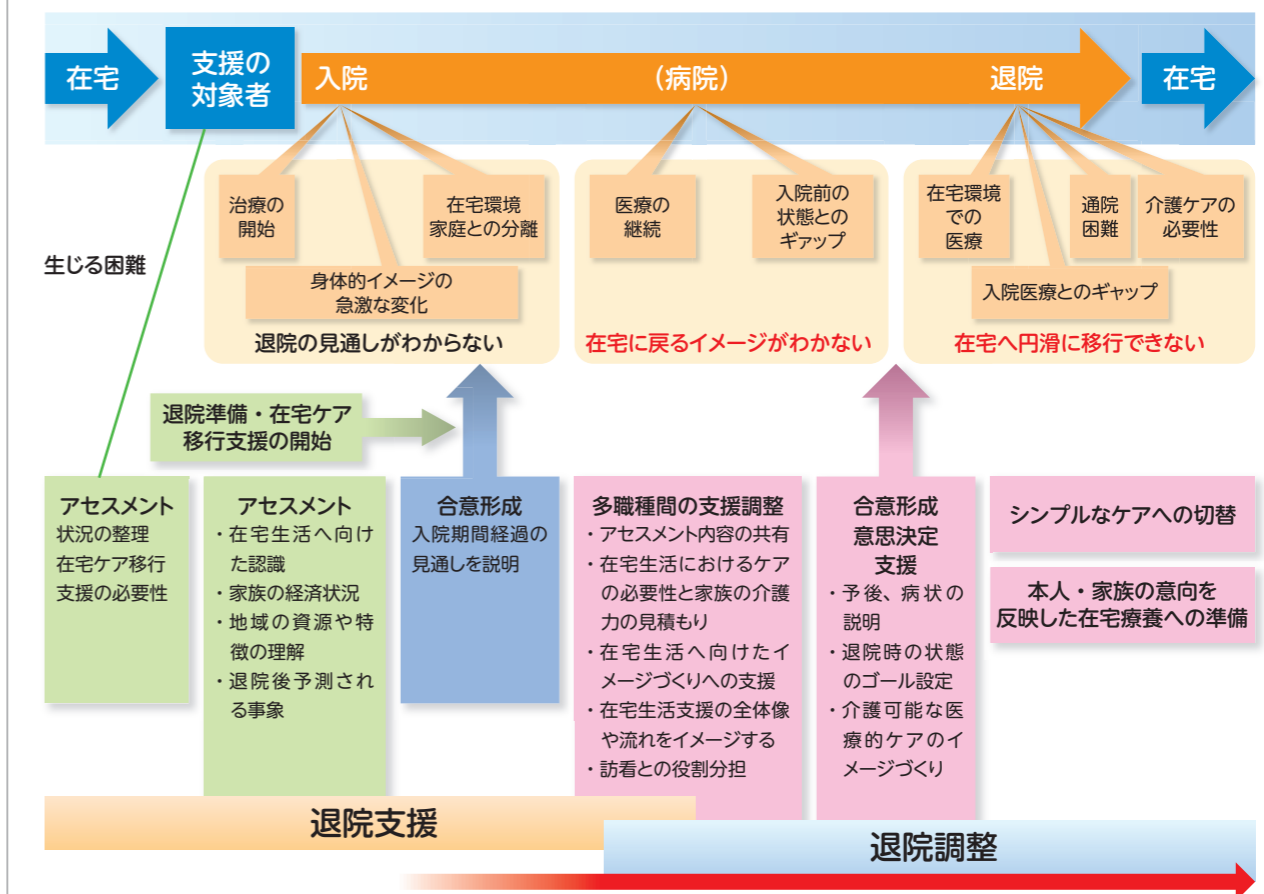 在宅
支援の
対象者
入院
（病院）
退院
在宅
治療の
開始
在宅環境
家庭との分離
身体的イメージの
急激な変化
退院の見通しがわからない
医療の
継続
入院前の
状態との
ギァップ
在宅に戻るイメージがわかない
在宅環境
での
医療
通院
困難
介護ケアの
必要性
入院医療とのギャップ
在宅へ円滑に移行できない
生じる困難
退院準備・在宅ケア
移行支援の開始
アセスメント
状況の整理
在宅ケア移行
支援の必要性
アセスメント
・在宅生活へ向け
た認識
・家族の経済状況
・地域の資源や特
徴の理解
・退院後予測され
る事象
合意形成
入院期間経過の
見通しを説明
多職種間の支援調整
・アセスメント内容の共有
・在宅生活におけるケア
の必要性と家族の介護
力の見積もり
・在宅生活へ向けたイ
メージづくりへの支援
・在宅生活支援の全体像
や流れをイメージする
・訪看との役割分担
合意形成
意思決定
支援
・予後、病状の
説明
・退院時の状態
のゴール設定
・介護可能な医
療的ケアのイ
メージづくり
シンプルなケアへの切替
本人・家族の意向を
反映した在宅療養への準備
退院支援
退院調整